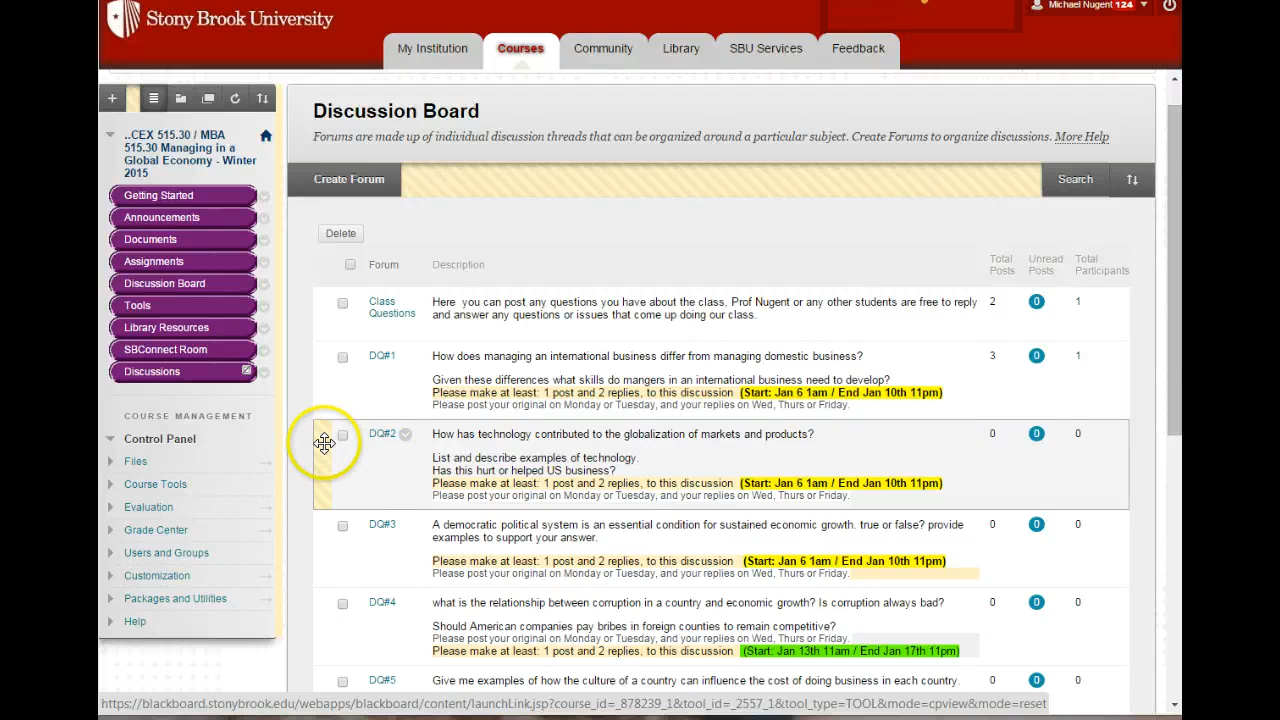 Stony Brook University
Michael Nugent 124
My Institution
Courses
Community
Library
SBU Services
Feedback
..CEX 515.30 / MBA
515.30 Managing in a
Global Economy - Winter
2015
Getting Started
Announcements
Documents
Assignments
Discussion Board
Tools
Library Resources
SBConnect Room
Discussions
COURSE MANAGEMENT
Control Panel
Files
Course Tools
Evaluation
Grade Center
Users and Groups
Customization
Packages and Utilities
Help
Discussion Board
Forums are made up of individual discussion threads that can be organized around a particular subject. Create Forums to organize discussions. More Help
Create Forum
Search
Delete
Forum Description Total Posts Unread Posts Total Participants
Class Questions Here you can post any questions you have about the class, Prof Nugent or any other students are free to reply 2 0 1
and answer any questions or issues that come up doing our class.
DQ#1 How does managing an international business differ from managing domestic business? 3 0 1
Given these differences what skills do mangers in an international business need to develop?
Please make at least: 1 post and 2 replies, to this discussion (Start: Jan 6 1am / End Jan 10th 11pm)
Please post your original on Monday or Tuesday, and your replies on Wed, Thurs or Friday.
DQ#2 How has technology contributed to the globalization of markets and products? 0 0 0
List and describe examples of technology.
Has this hurt or helped US business?
Please make at least: 1 post and 2 replies, to this discussion (Start: Jan 6 1am / End Jan 10th 11pm)
Please post your original on Monday or Tuesday, and your replies on Wed, Thurs or Friday.
DQ#3 A democratic political system is an essential condition for sustained economic growth. true or false? provide 0 0 0
examples to support your answer.
Please make at least: 1 post and 2 replies, to this discussion (Start: Jan 6 1am / End Jan 10th 11pm)
Please post your original on Monday or Tuesday, and your replies on Wed, Thurs or Friday.
DQ#4 what is the relationship between corruption in a country and economic growth? Is corruption always bad? 0 0 0
Should American companies pay bribes in foreign counties to remain competitive?
Please post your original on Monday or Tuesday, and your replies on Wed, Thurs or Friday.
Please make at least: 1 post and 2 replies, to this discussion (Start: Jan 13th 11am / End Jan 17th 11pm)
DQ#5 Give me examples of how the culture of a country can influence the cost of doing business in each country. 0 0 0
https://blackboard.stonybrook.edu/webapps/blackboard/content/launchLink.jsp?course_id=_878239_1&tool_id=_2557_1&tool_type=TOOL&mode=cpview&mode=reset